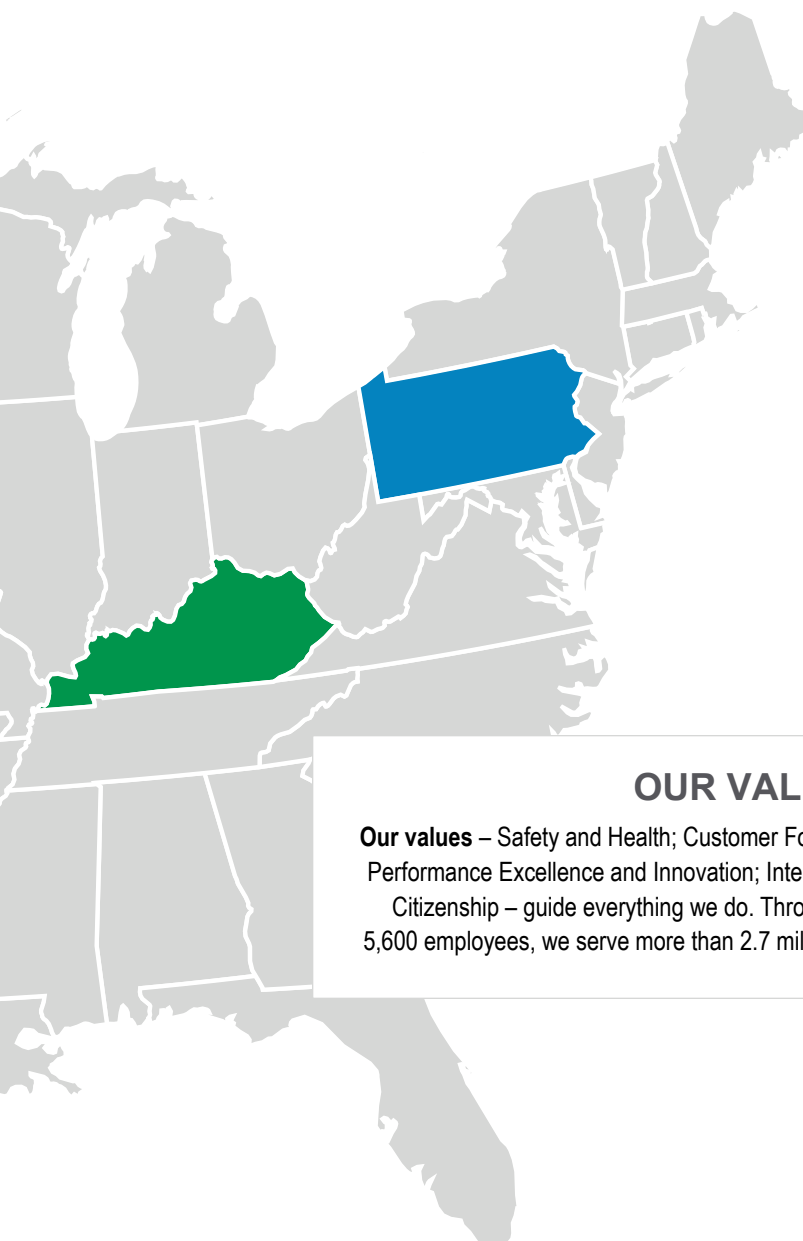 OUR VAL
Our values – Safety and Health; Customer Fo
Performance Excellence and Innovation; Inte
Citizenship – guide everything we do. Thro
5,600 employees, we serve more than 2.7 mil